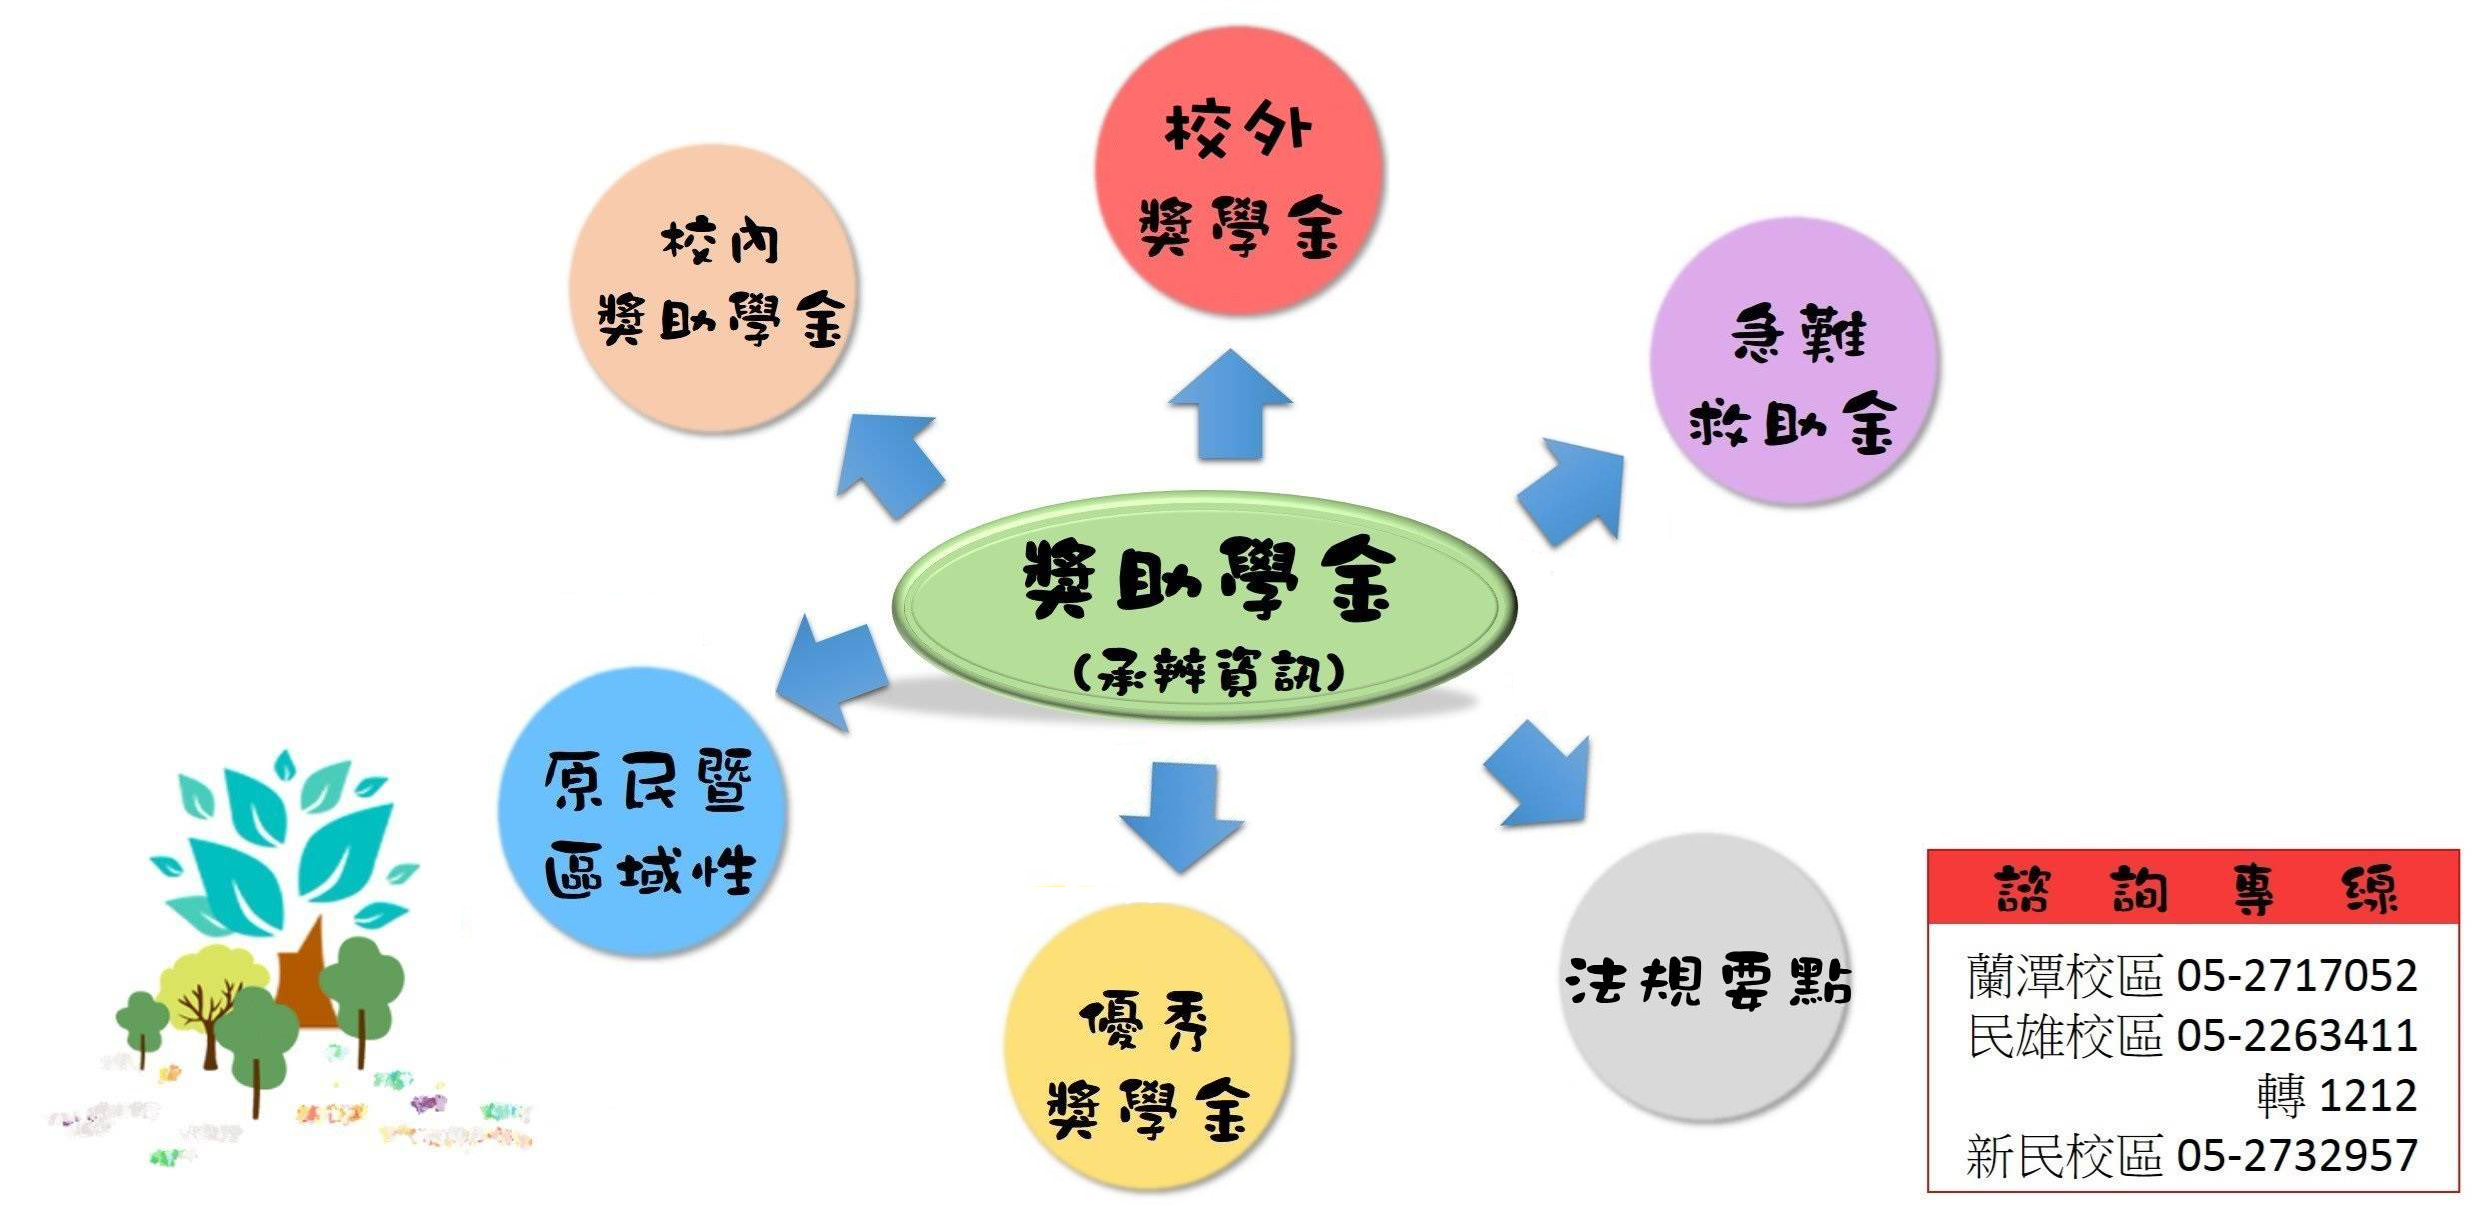 校外
獎學金
校內
獎助學金
急難
救助金
獎助學金
(承辦資訊)
原民暨
區域性
優秀
獎學金
法規要點
諮詢專線
蘭潭校區 05-2717052
民雄校區 05-2263411
轉 1212
新民校區 05-2732957